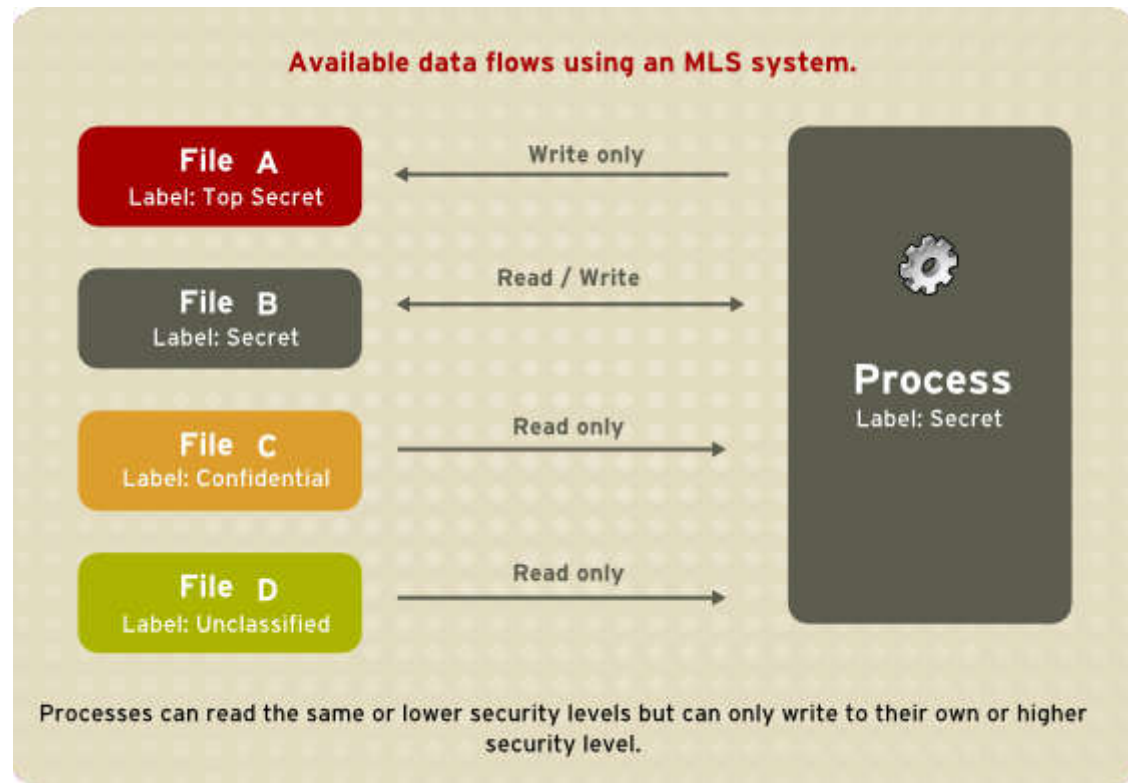 Available data flows using an MLS system.
File A
Label: Top Secret
Write only
File B
Label: Secret
Read / Write
Process
Label: Secret
File C
Label: Confidential
Read only
File D
Label: Unclassified
Read only
Processes can read the same or lower security levels but can only write to their own or higher
security level.